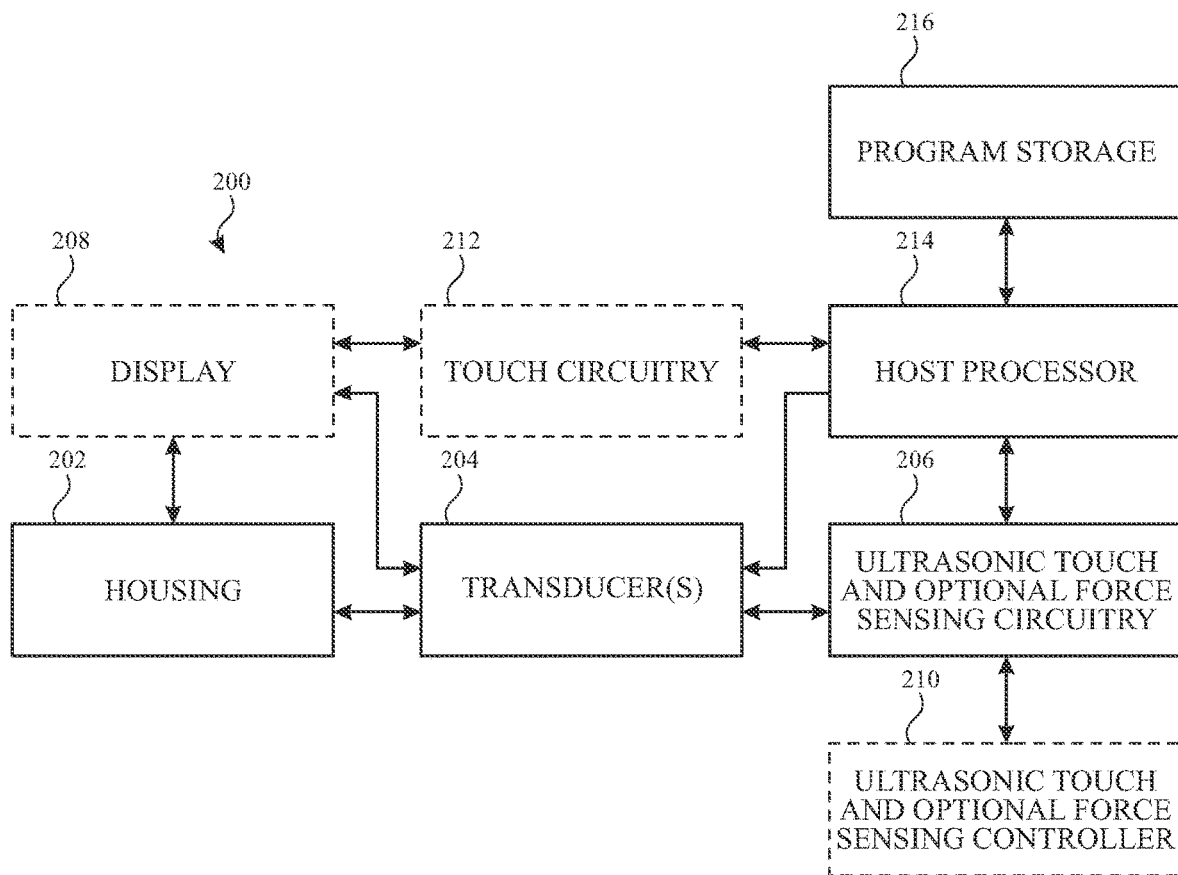 216
PROGRAM STORAGE
200
208
212
214
DISPLAY
TOUCH CIRCUITRY
HOST PROCESSOR
202
204
206
HOUSING
TRANSDUCER(S)
ULTRASONIC TOUCH
AND OPTIONAL FORCE
SENSING CIRCUITRY
210
ULTRASONIC TOUCH
AND OPTIONAL FORCE
SENSING CONTROLLER